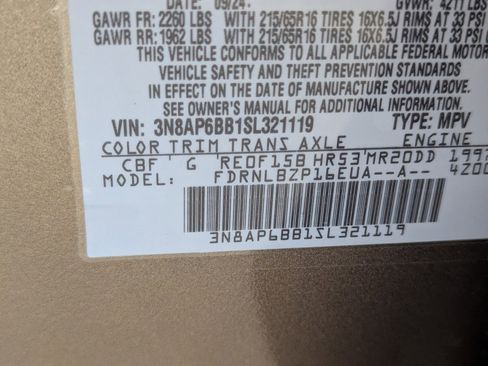 DATE: 09/24 GVWR: 4211 LBS
GAWR FR: 2260 LBS WITH 215/65R16 TIRES 16X6.5J RIMS AT 33 PSI
GAWR RR: 1962 LBS WITH 215/65R16 TIRES 16X6.5J RIMS AT 33 PSI
THIS VEHICLE CONFORMS TO ALL APPLICABLE FEDERAL MOTOR
VEHICLE SAFETY AND THEFT PREVENTION STANDARDS
IN EFFECT ON THE DATE OF MANUFACTURE SHOWN ABOVE.
SEE OWNER'S MANUAL FOR ADDITIONAL INFORMATION
VIN: 3N8AP6BB1SL321119 TYPE: MPV
COLOR TRIM TRANS AXLE ENGINE
CBF G RE0F15B HR53 MR20DD 1997
MODEL: FDRNLBZP16EUA--A-- 4Z00
3N8AP6BB1SL321119